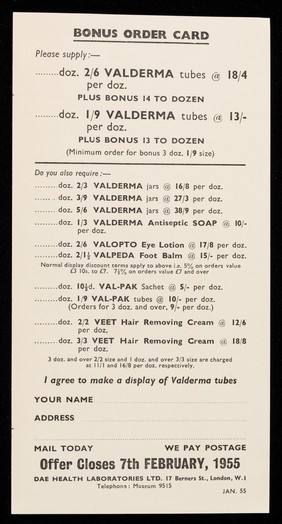 BONUS ORDER CARD
Please supply:—
.........doz. 2/6 VALDERMA tubes @ 18/4
per doz.
PLUS BONUS 14 TO DOZEN
.........doz. 1/9 VALDERMA tubes @ 13/-
per doz.
PLUS BONUS 13 TO DOZEN
(Minimum order for bonus 3 doz. 1/9 size)
Do you also require:—
.........doz. 2/3 VALDERMA jars @ 16/8 per doz.
.........doz. 3/9 VALDERMA jars @ 27/3 per doz.
.........doz. 5/6 VALDERMA jars @ 38/9 per doz.
.........doz. 1/3 VALDERMA Antiseptic SOAP @ 10/-
per doz.
.........doz. 2/6 VALOPTO Eye Lotion @ 17/8 per doz.
.........doz. 2/1½ VALPEDA Foot Balm @ 15/- per doz.
Normal display discount terms apply to above i.e. 5% on orders value
£3 10s. to £7. 7½% on orders value £7 and over
.........doz. 10½d. VAL-PAK Sachet @ 5/- per doz.
.........doz. 1/9 VAL-PAK tubes @ 10/- per doz.
(Orders for 3 doz. and over, 9/- per doz.)
.........doz. 2/2 VEET Hair Removing Cream @ 12/6
per doz.
.........doz. 3/3 VEET Hair Removing Cream @ 18/8
per doz.
3 doz. and over 2/2 size and 1 doz. and over 3/3 size are charged
at 11/1 and 16/8 per doz. respectively.
I agree to make a display of Valderma tubes
YOUR NAME
ADDRESS
MAIL TODAY WE PAY POSTAGE
Offer Closes 7th FEBRUARY, 1955
DAE HEALTH LABORATORIES LTD. 17 Berners St., London, W.1
Telephone: Museum 9515
JAN. 55